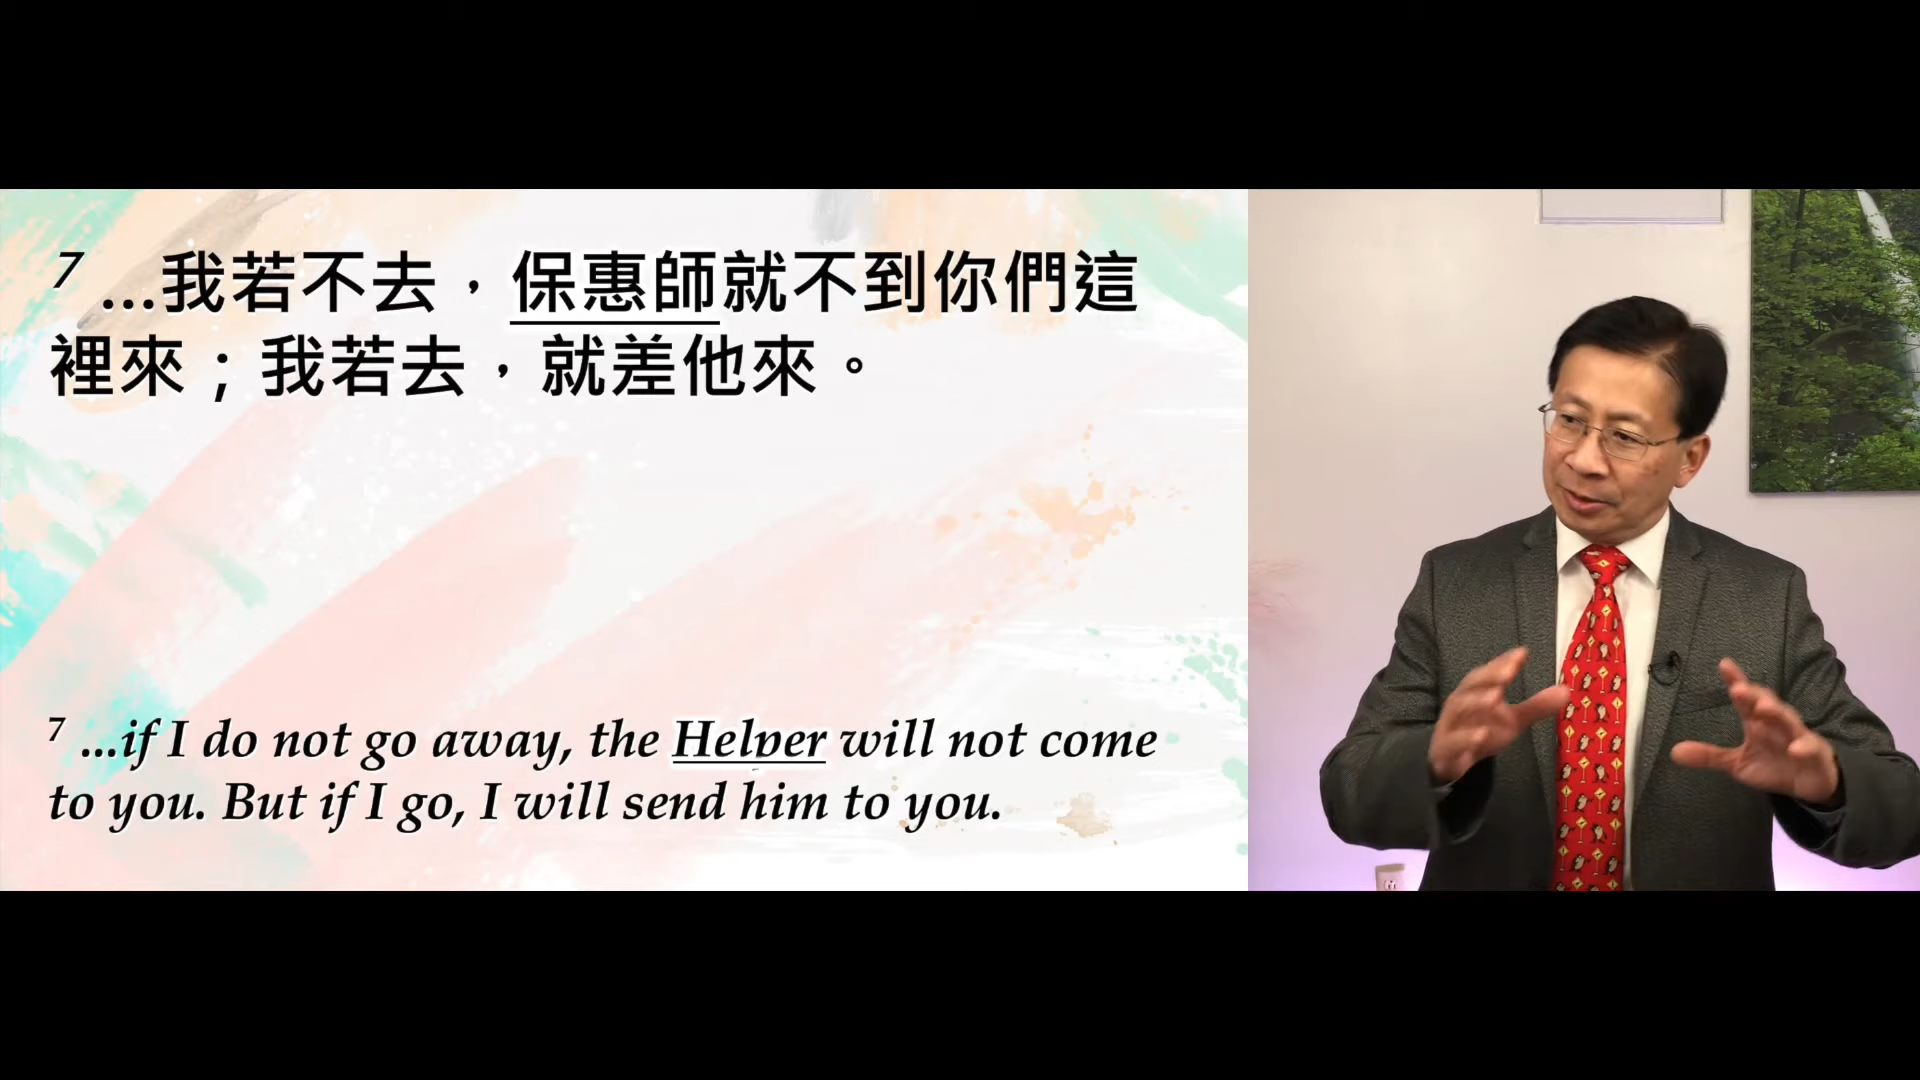 7 ...我若不去，保惠師就不到你們這
裡來；我若去，就差他來。
7 ...if I do not go away, the Helper will not come
to you. But if I go, I will send him to you.